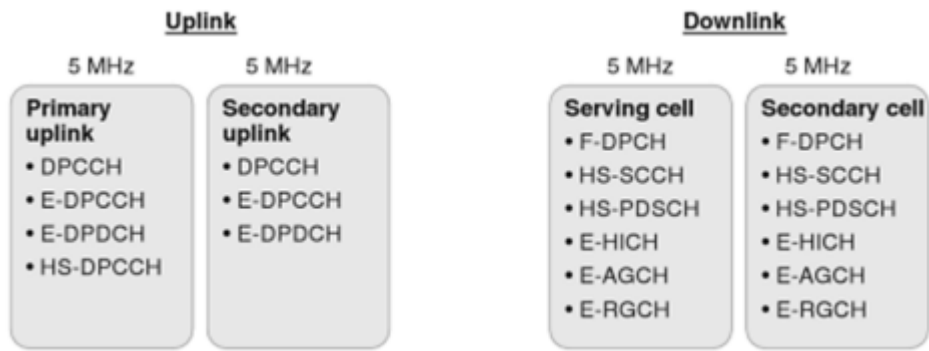 Uplink
5 MHz
5 MHz
Primary
uplink
• DPCCH
• E-DPCCH
• E-DPDCH
• HS-DPCCH
Secondary
uplink
• DPCCH
• E-DPCCH
• E-DPDCH
Downlink
5 MHz
5 MHz
Serving cell
• F-DPCH
• HS-SCCH
• HS-PDSCH
• E-HICH
• E-AGCH
• E-RGCH
Secondary cell
• F-DPCH
• HS-SCCH
• HS-PDSCH
• E-HICH
• E-AGCH
• E-RGCH